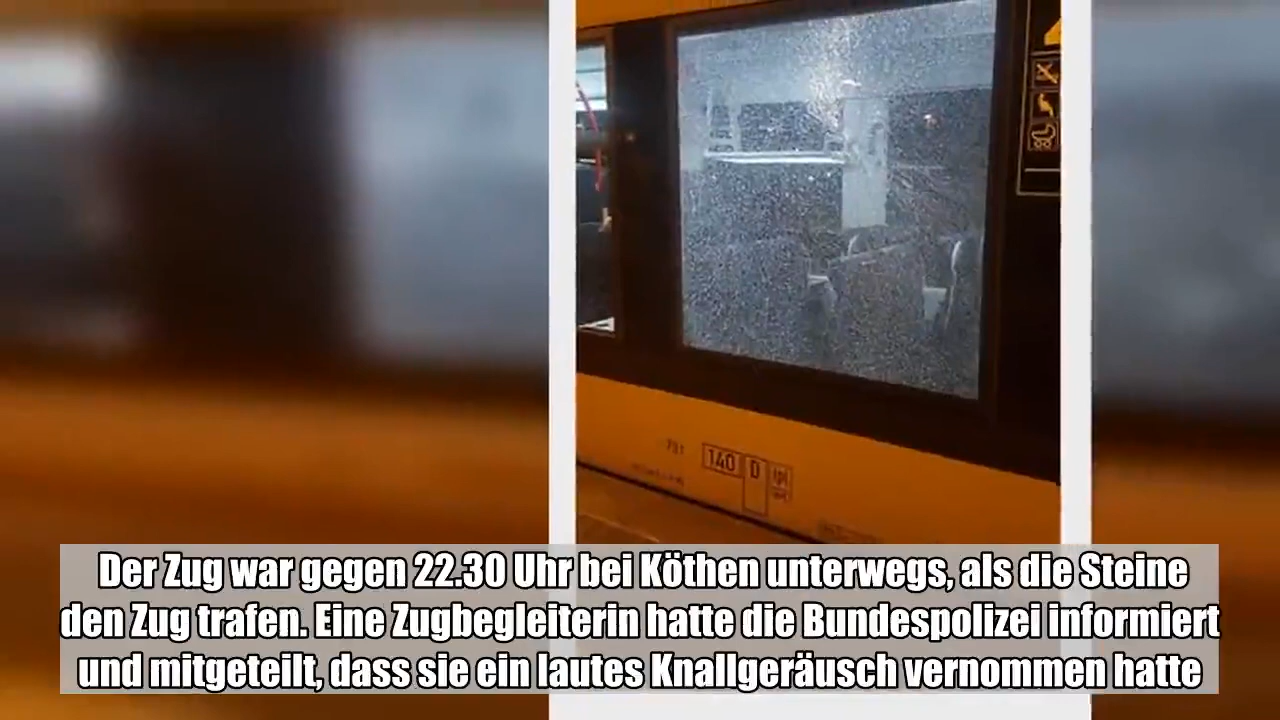 140 D
Der Zug war gegen 22.30 Uhr bei Köthen unterwegs, als die Steine
den Zug trafen. Eine Zugbegleiterin hatte die Bundespolizei informiert
und mitgeteilt, dass sie ein lautes Knallgeräusch vernommen hatte